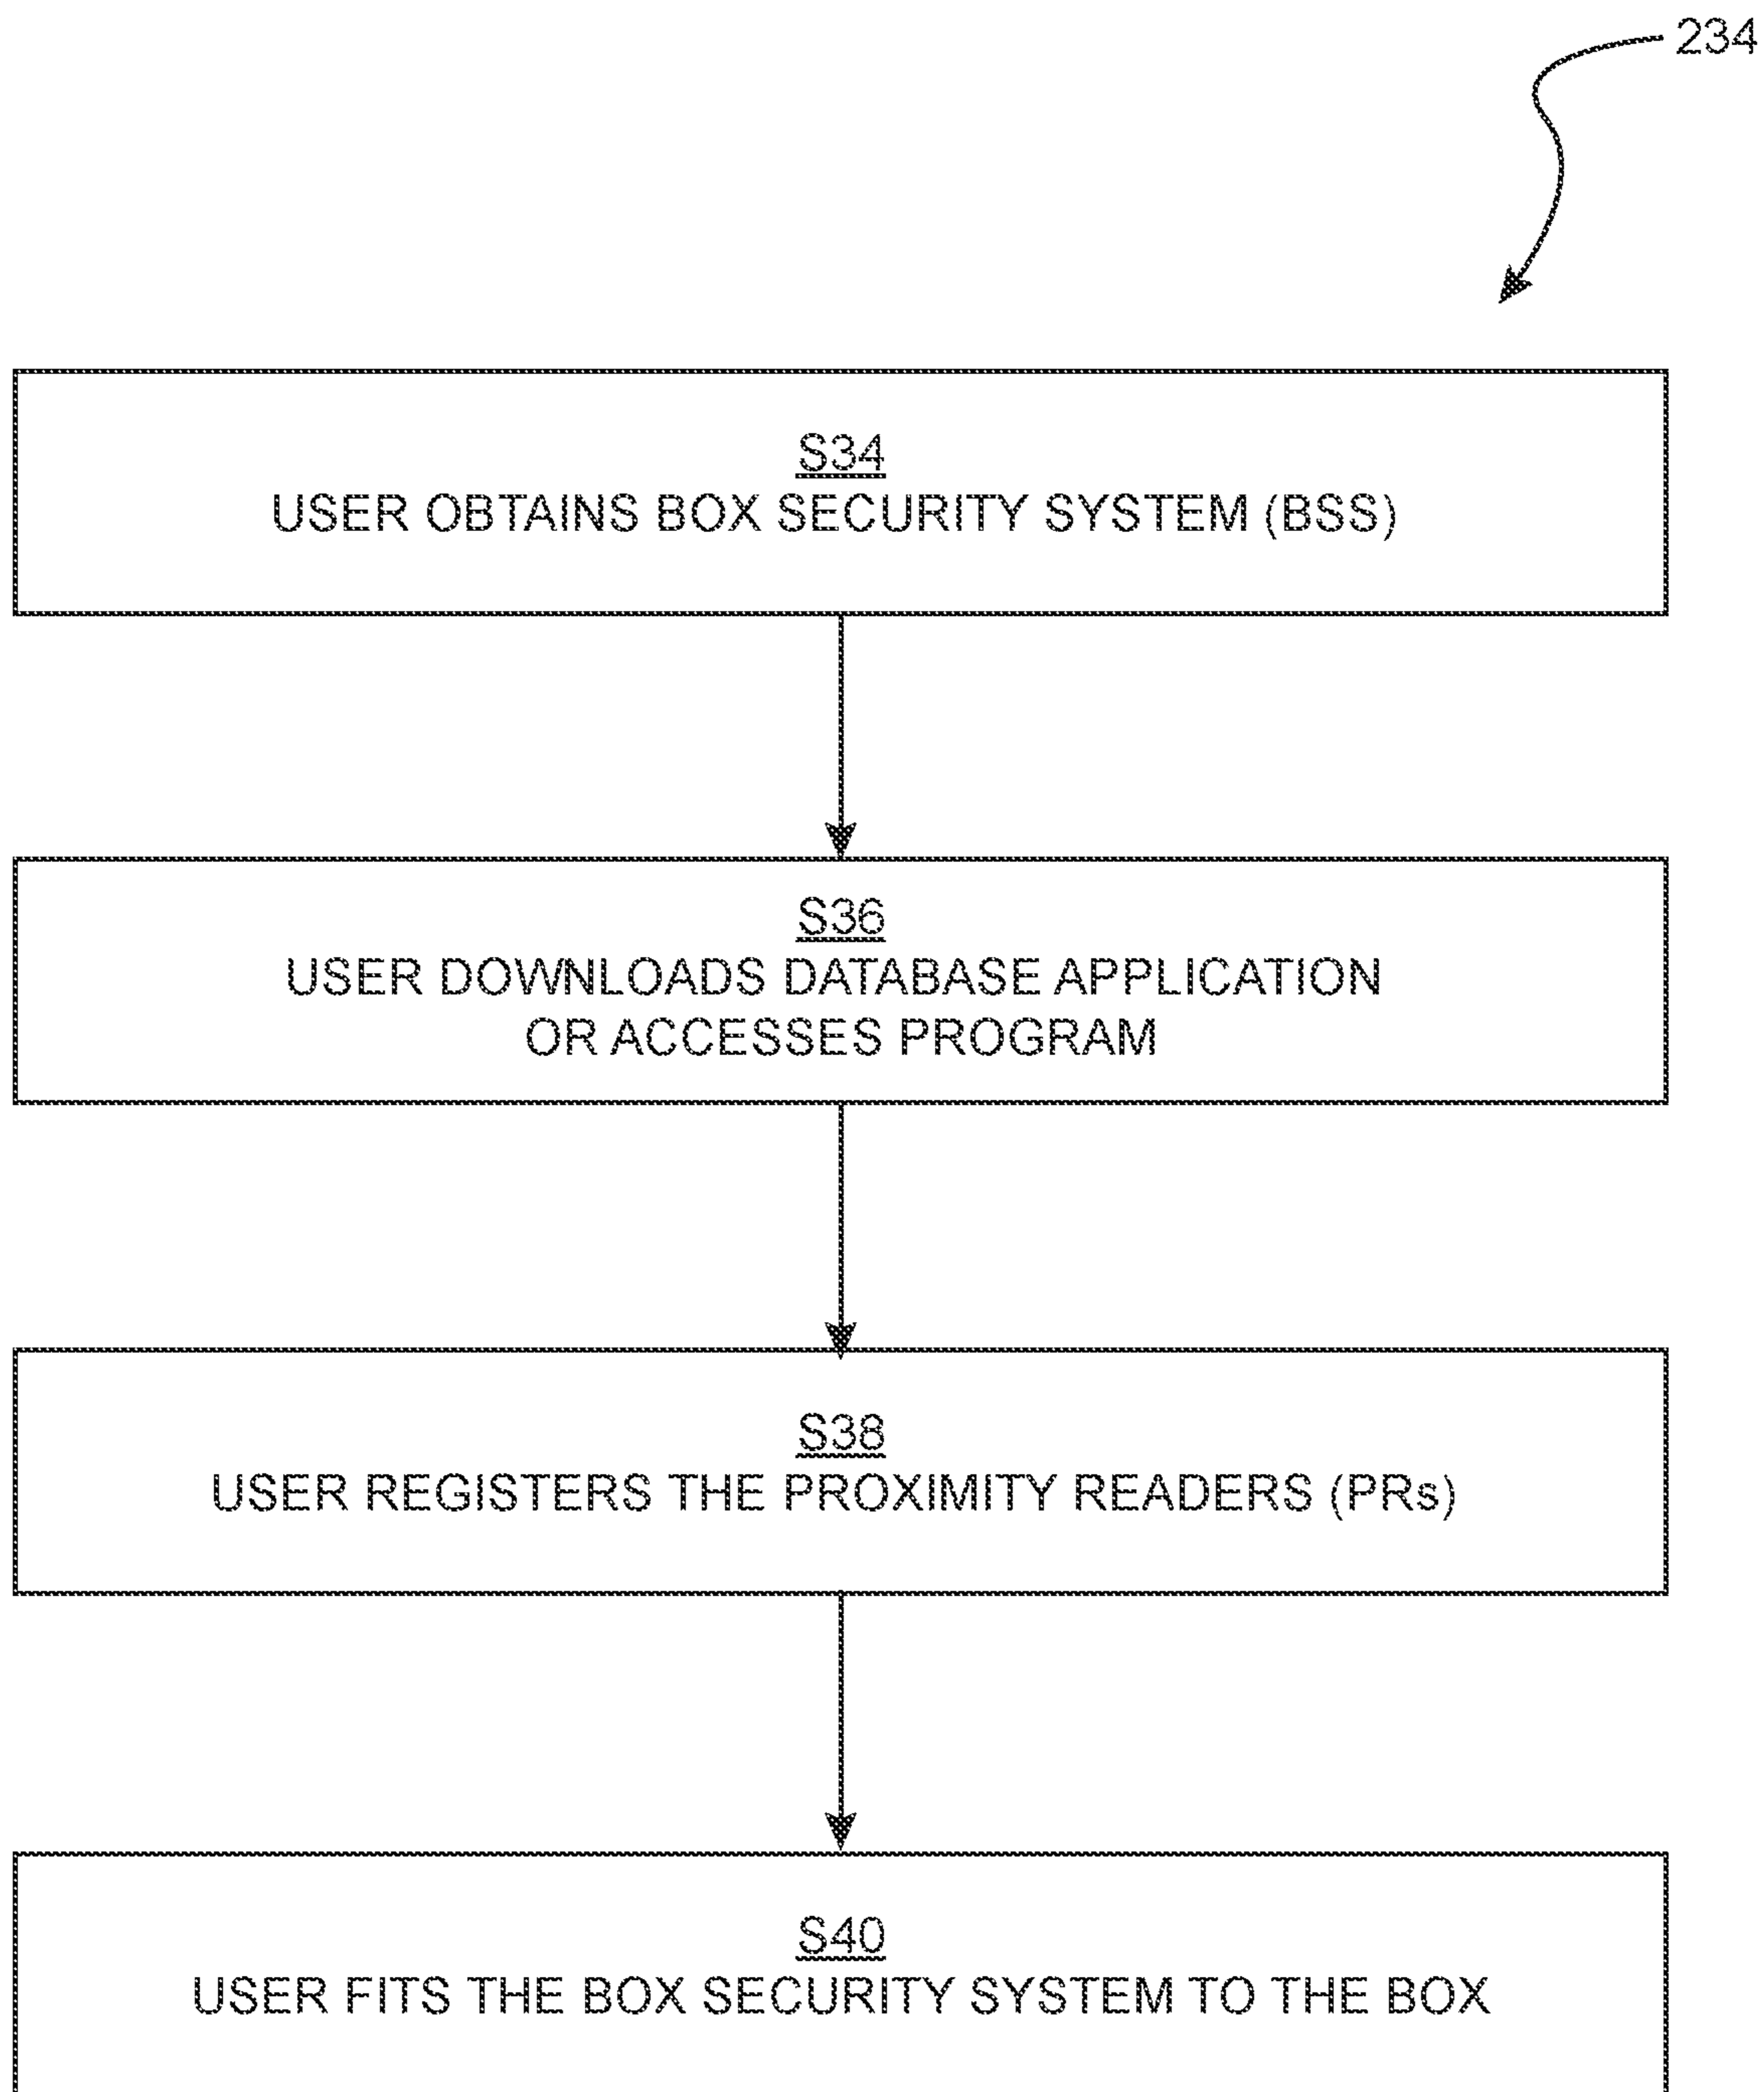 234
S34
USER OBTAINS BOX SECURITY SYSTEM (BSS)
S36
USER DOWNLOADS DATABASE APPLICATION
OR ACCESSES PROGRAM
S38
USER REGISTERS THE PROXIMITY READERS (PRs)
S40
USER FITS THE BOX SECURITY SYSTEM TO THE BOX